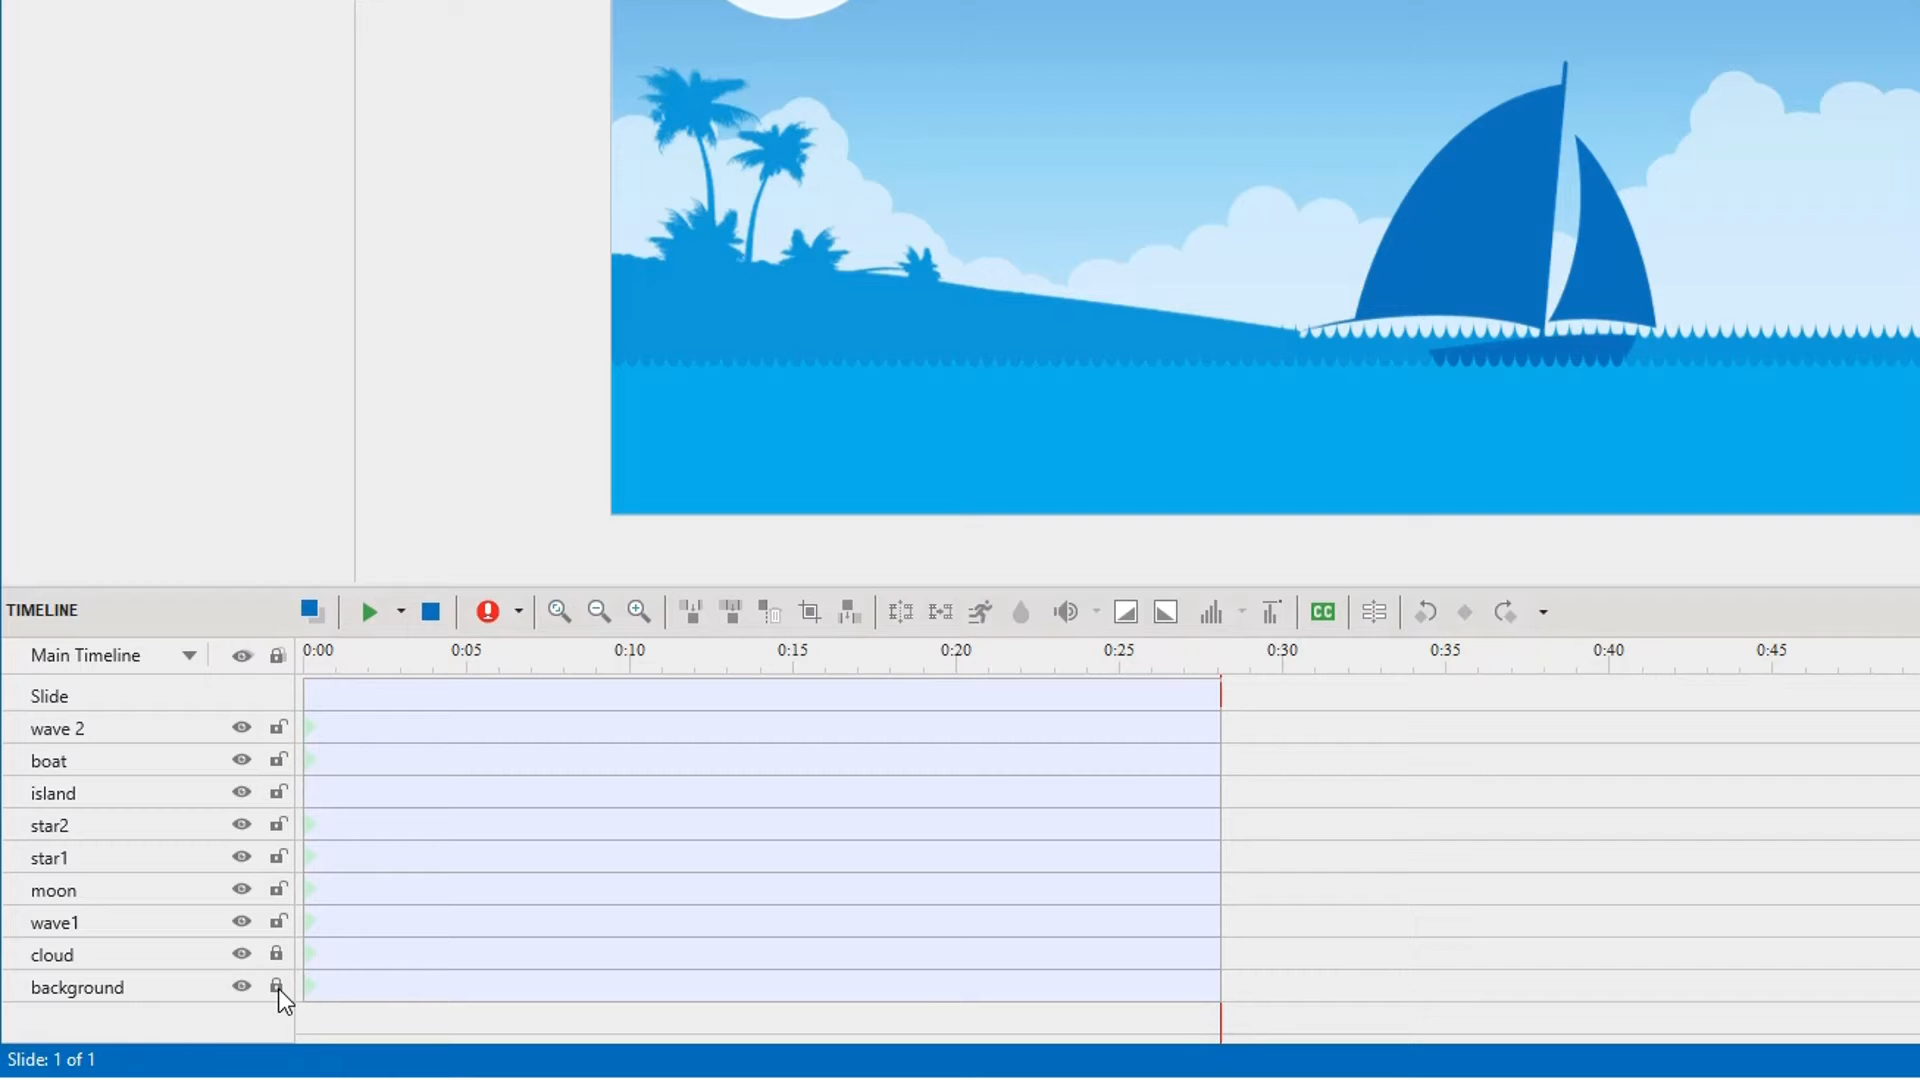 TIMELINE
CC
Main Timeline 0:00 0:05 0:10 0:15 0:20 0:25 0:30 0:35 0:40 0:45
Slide
wave 2
boat
island
star2
star1
moon
wave1
cloud
background
Slide: 1 of 1